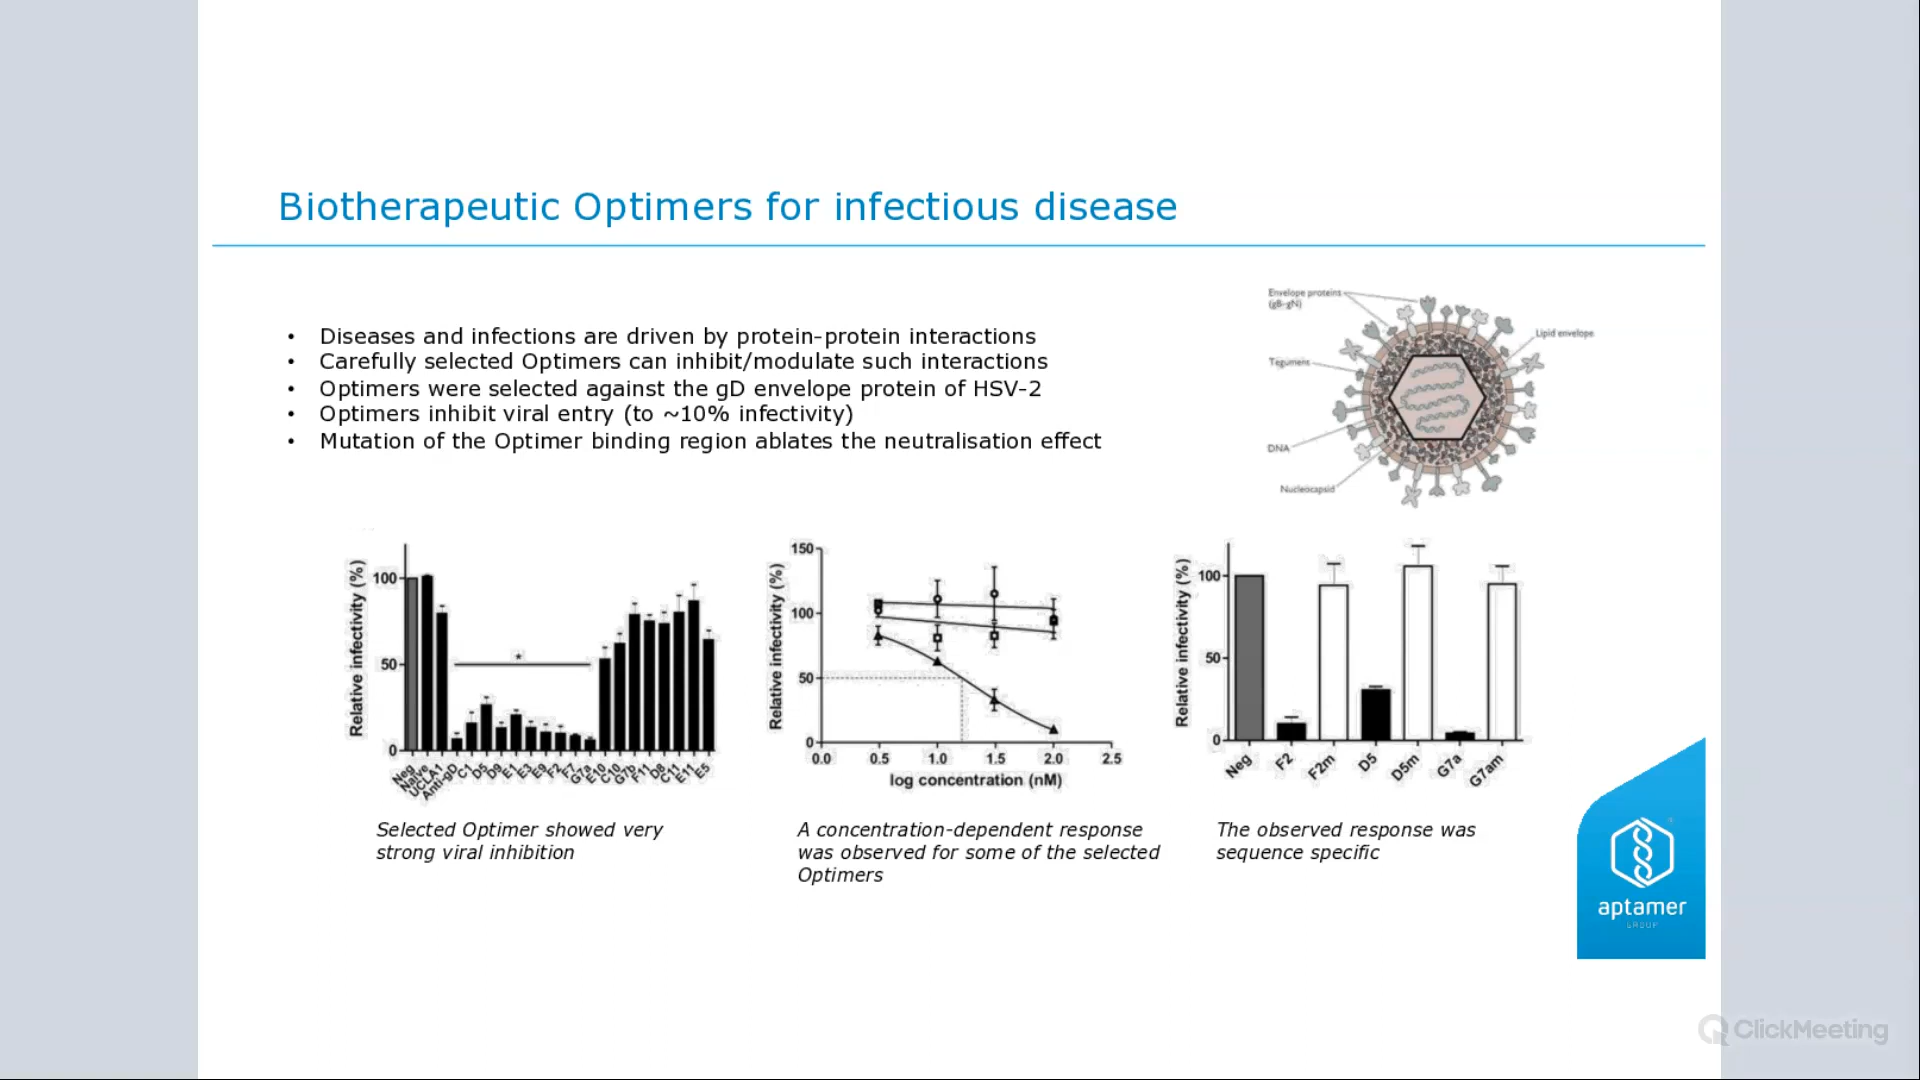 Biotherapeutic Optimers for infectious disease
• Diseases and infections are driven by protein-protein interactions
• Carefully selected Optimers can inhibit/modulate such interactions
• Optimers were selected against the gD envelope protein of HSV-2
• Optimers inhibit viral entry (to ~10% infectivity)
• Mutation of the Optimer binding region ablates the neutralisation effect
Envelope proteins
(gB-gN)
Lipid envelope
Tegument
DNA
Nucleocapsid
Relative infectivity (%)
100
50
0
*
Neg
Naive
UCLA1
Anti-gD
C1
D5
D9
E1
E3
E9
F2
F7
G7a
E10
C10
G7b
F11
D8
C11
E11
E5
Selected Optimer showed very
strong viral inhibition
Relative infectivity (%)
150
100
50
0
0.0
0.5
1.0
1.5
2.0
2.5
log concentration (nM)
A concentration-dependent response
was observed for some of the selected
Optimers
Relative infectivity (%)
100
50
0
Neg
F2
F2m
D5
D5m
G7a
G7am
The observed response was
sequence specific
aptamer
GROUP
ClickMeeting